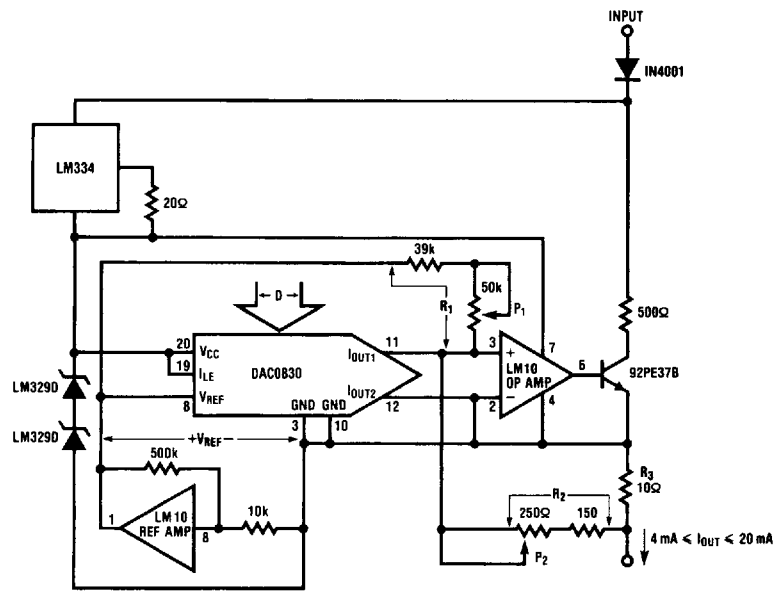 INPUT
IN4001
LM334
20Ω
39k
50k
P1
R1
D
500Ω
20
VCC
19
ILE
8
VREF
DAC0830
IOUT1
11
IOUT2
12
GND
3
GND
10
3
+
7
LM10
OP AMP
6
-
2
4
92PE37B
LM329D
LM329D
+VREF−
500k
1
LM10
REF AMP
8
10k
R2
250Ω
150
P2
R3
10Ω
4 mA ≤ IOUT ≤ 20 mA